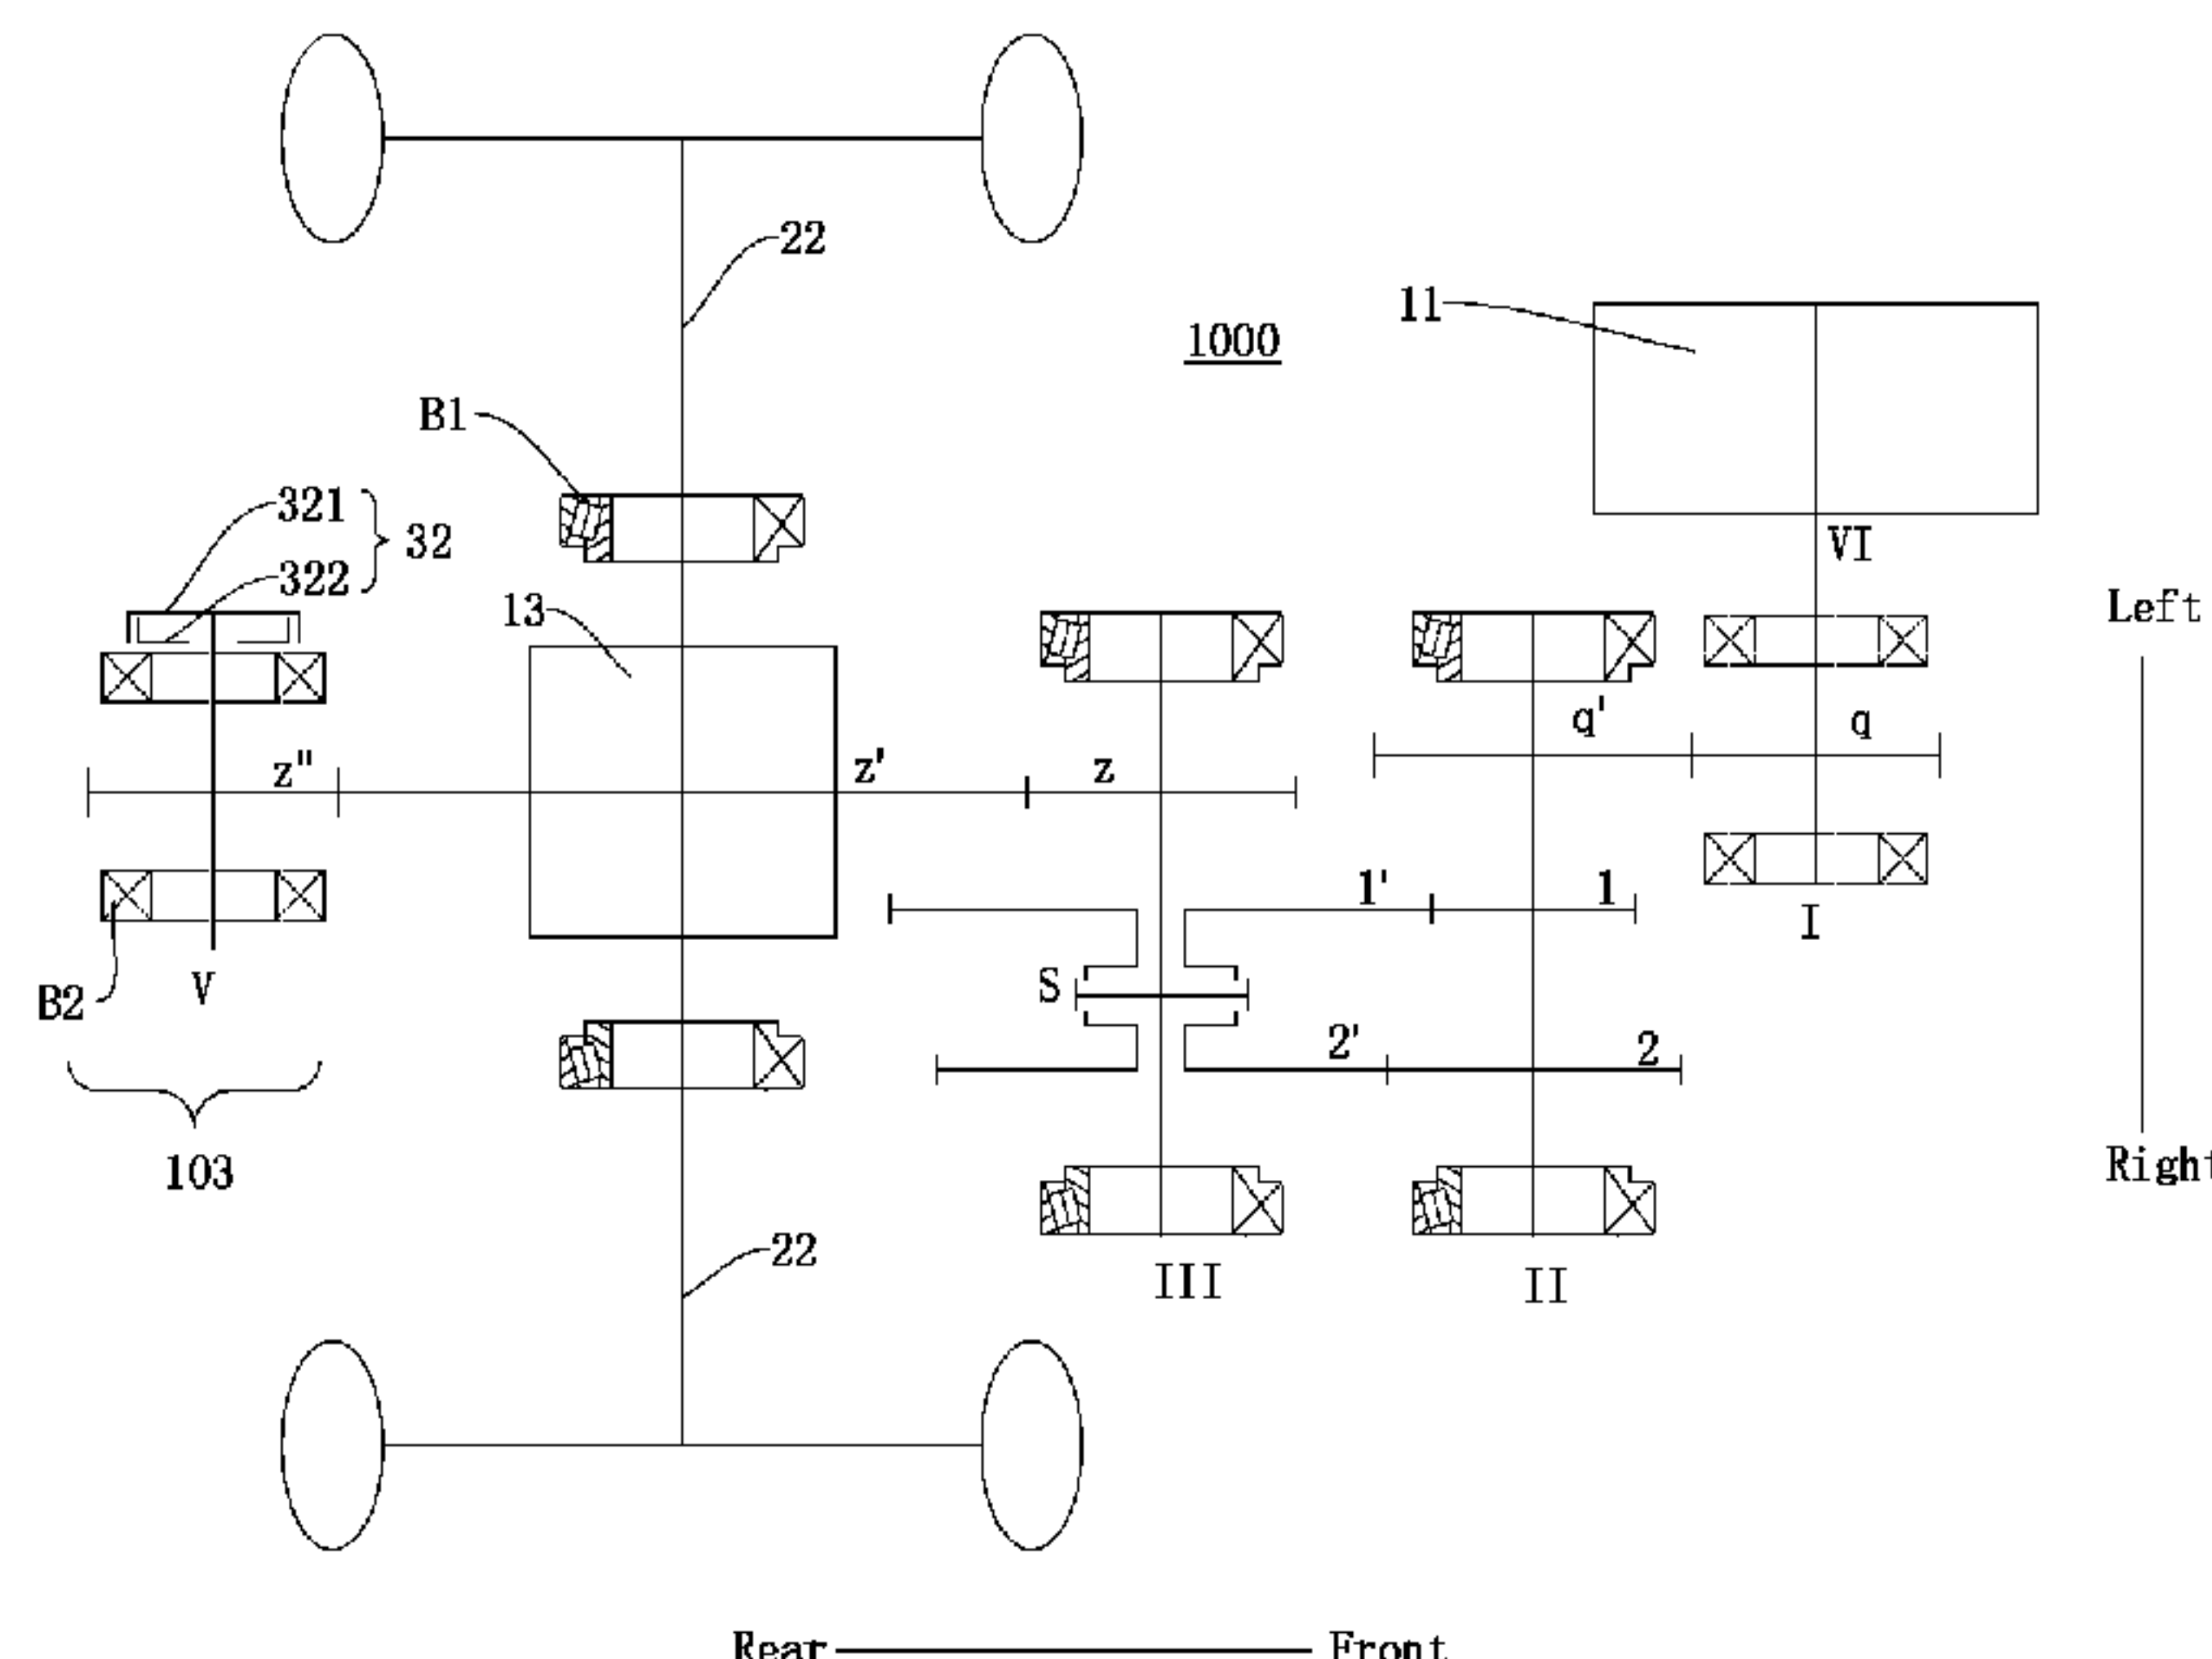 22
11
1000
B1
321
32
322
VI
13
Left
q'
q
z"
z'
z
1'
1
I
S
V
B2
2'
2
103
Right
22
III
II
Rear
Front